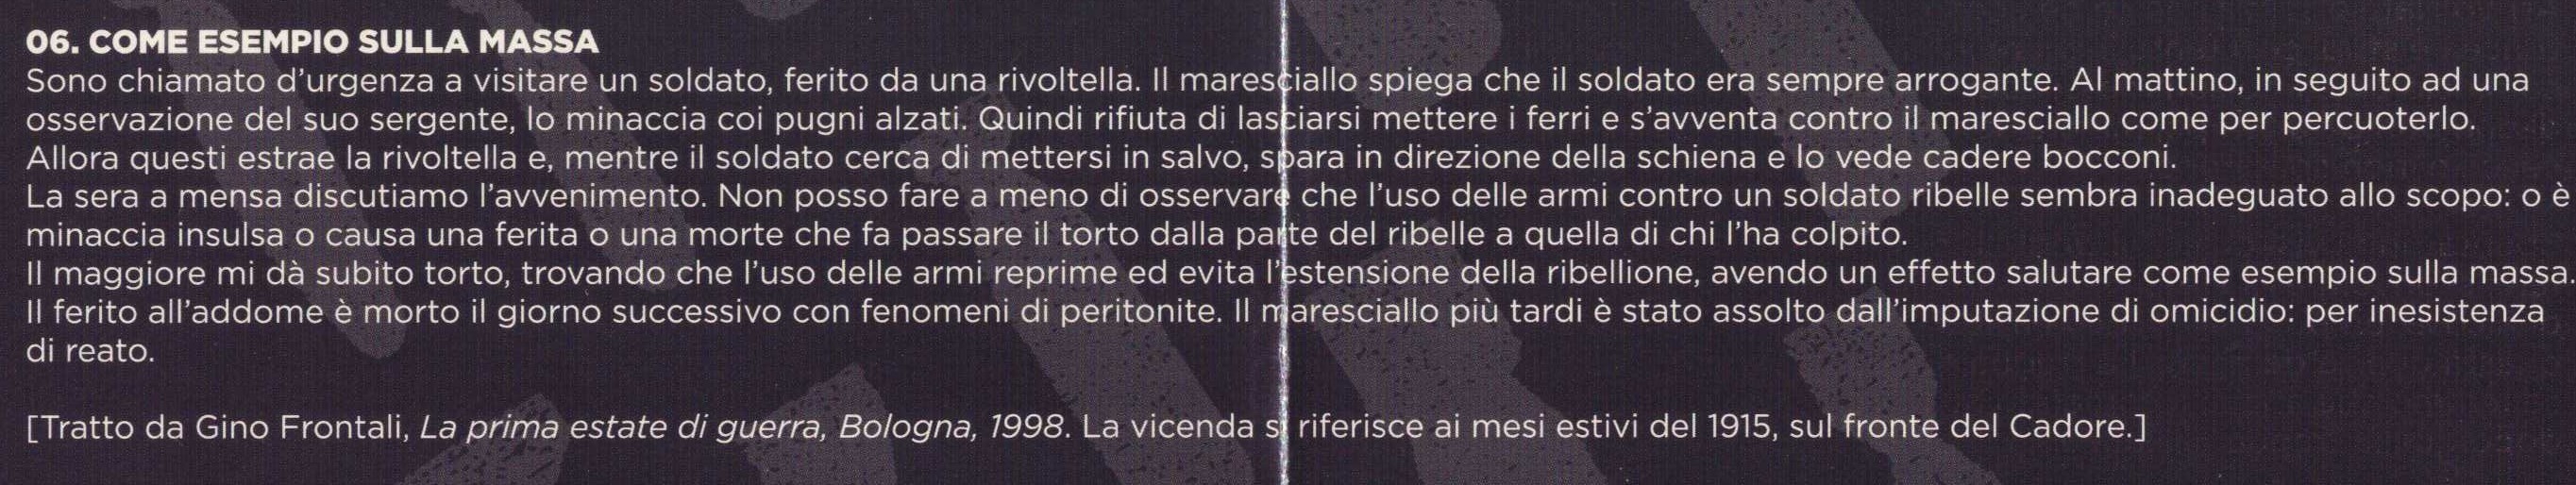 06. COME ESEMPIO SULLA MASSA
Sono chiamato d'urgenza a visitare un soldato, ferito da una rivoltella. Il maresciallo spiega che il soldato era sempre arrogante. Al mattino, in seguito ad una
osservazione del suo sergente, lo minaccia coi pugni alzati. Quindi rifiuta di lasciarsi mettere i ferri e s'avventa contro il maresciallo come per percuoterlo.
Allora questi estrae la rivoltella e, mentre il soldato cerca di mettersi in salvo, spara in direzione della schiena e lo vede cadere bocconi.
La sera a mensa discutiamo l'avvenimento. Non posso fare a meno di osservare che l'uso delle armi contro un soldato ribelle sembra inadeguato allo scopo: o è
minaccia insulsa o causa una ferita o una morte che fa passare il torto dalla parte del ribelle a quella di chi l'ha colpito.
Il maggiore mi dà subito torto, trovando che l'uso delle armi reprime ed evita l'estensione della ribellione, avendo un effetto salutare come esempio sulla massa.
Il ferito all'addome è morto il giorno successivo con fenomeni di peritonite. Il maresciallo più tardi è stato assolto dall'imputazione di omicidio: per inesistenza
di reato.
[Tratto da Gino Frontali, La prima estate di guerra, Bologna, 1998. La vicenda si riferisce ai mesi estivi del 1915, sul fronte del Cadore.]